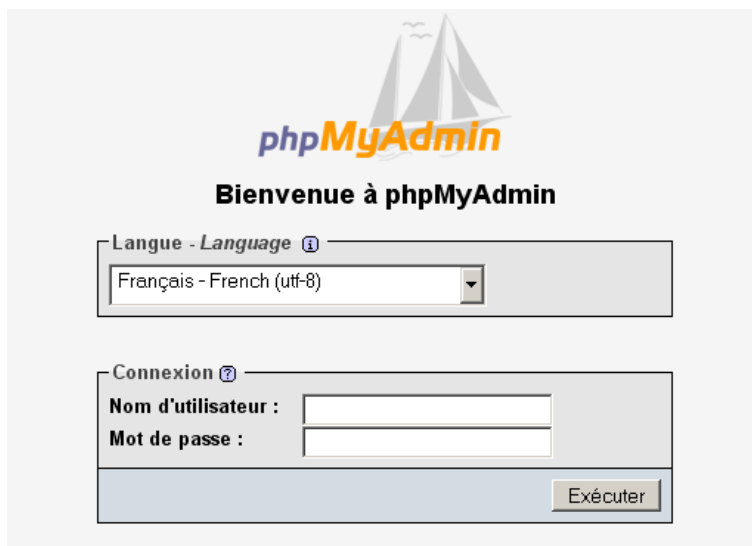 phpMyAdmin
Bienvenue à phpMyAdmin
Langue - Language
Français - French (utf-8)
Connexion
Nom d'utilisateur :
Mot de passe :
Exécuter